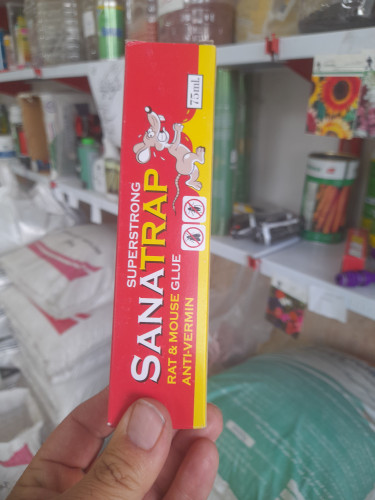 75ml.
SUPERSTRONG
SANATRAP
RAT & MOUSE GLUE
ANTI-VERMIN